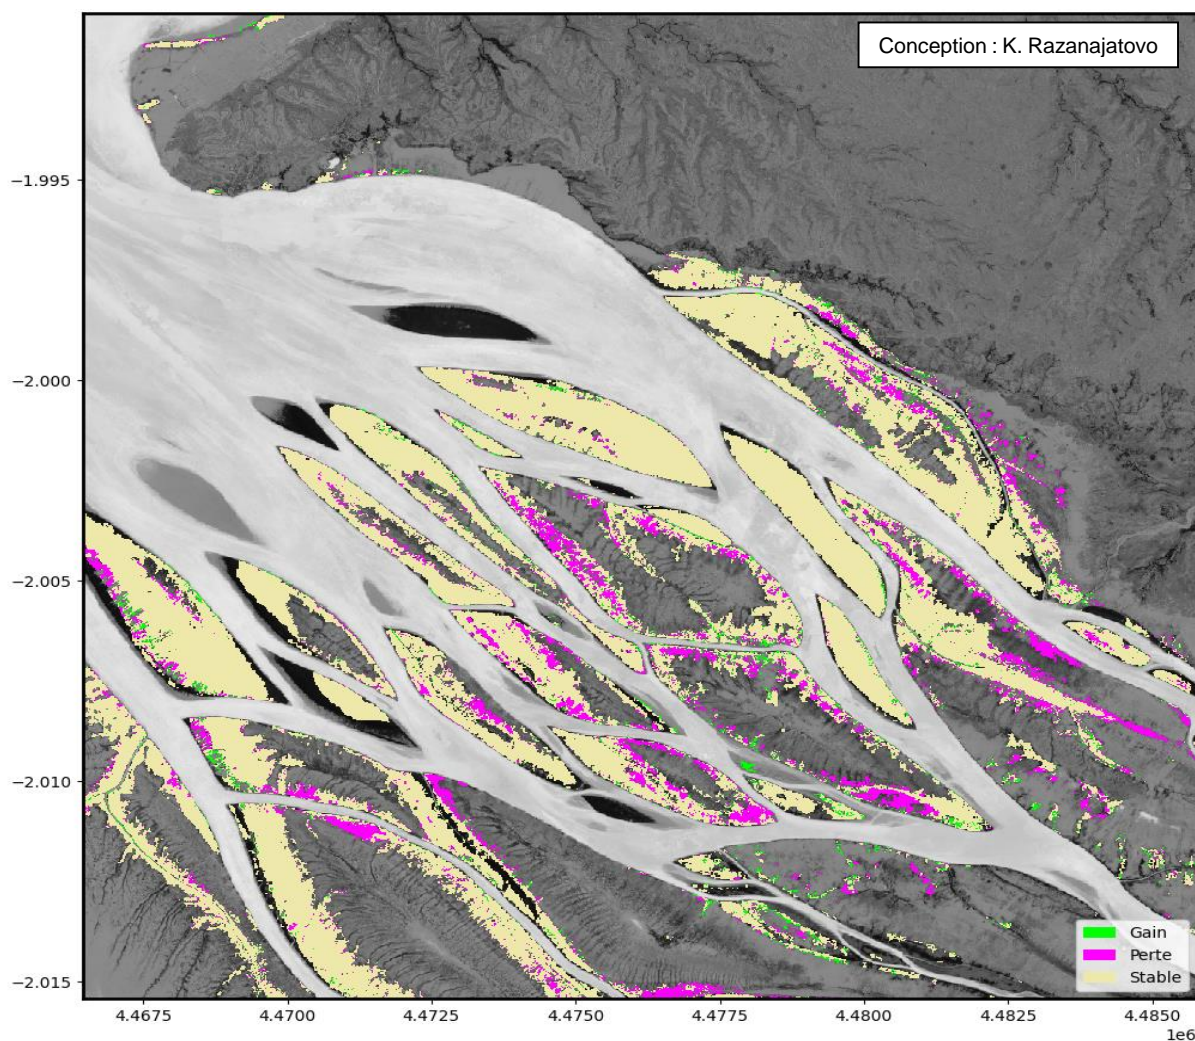 Conception : K. Razanajatovo
−1.995
−2.000
−2.005
−2.010
−2.015
Gain
Perte
Stable
4.4675 4.4700 4.4725 4.4750 4.4775 4.4800 4.4825 4.4850
1e6